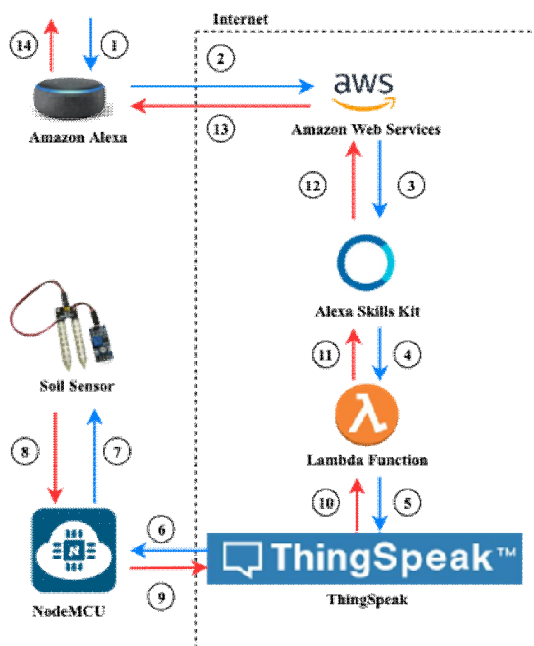 Internet
14
1
2
aws
Amazon Alexa
13
Amazon Web Services
12
3
Alexa Skills Kit
Soil Sensor
11
4
λ
Lambda Function
8
7
10
5
6
N
ThingSpeak™
9
NodeMCU
ThingSpeak